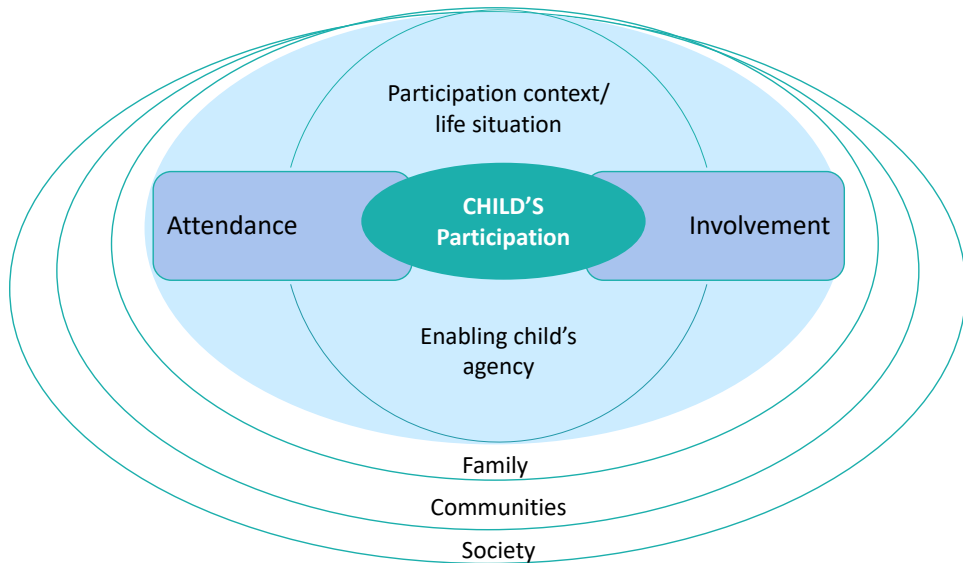 Participation context/
life situation
Attendance
CHILD’S
Participation
Involvement
Enabling child’s
agency
Family
Communities
Society